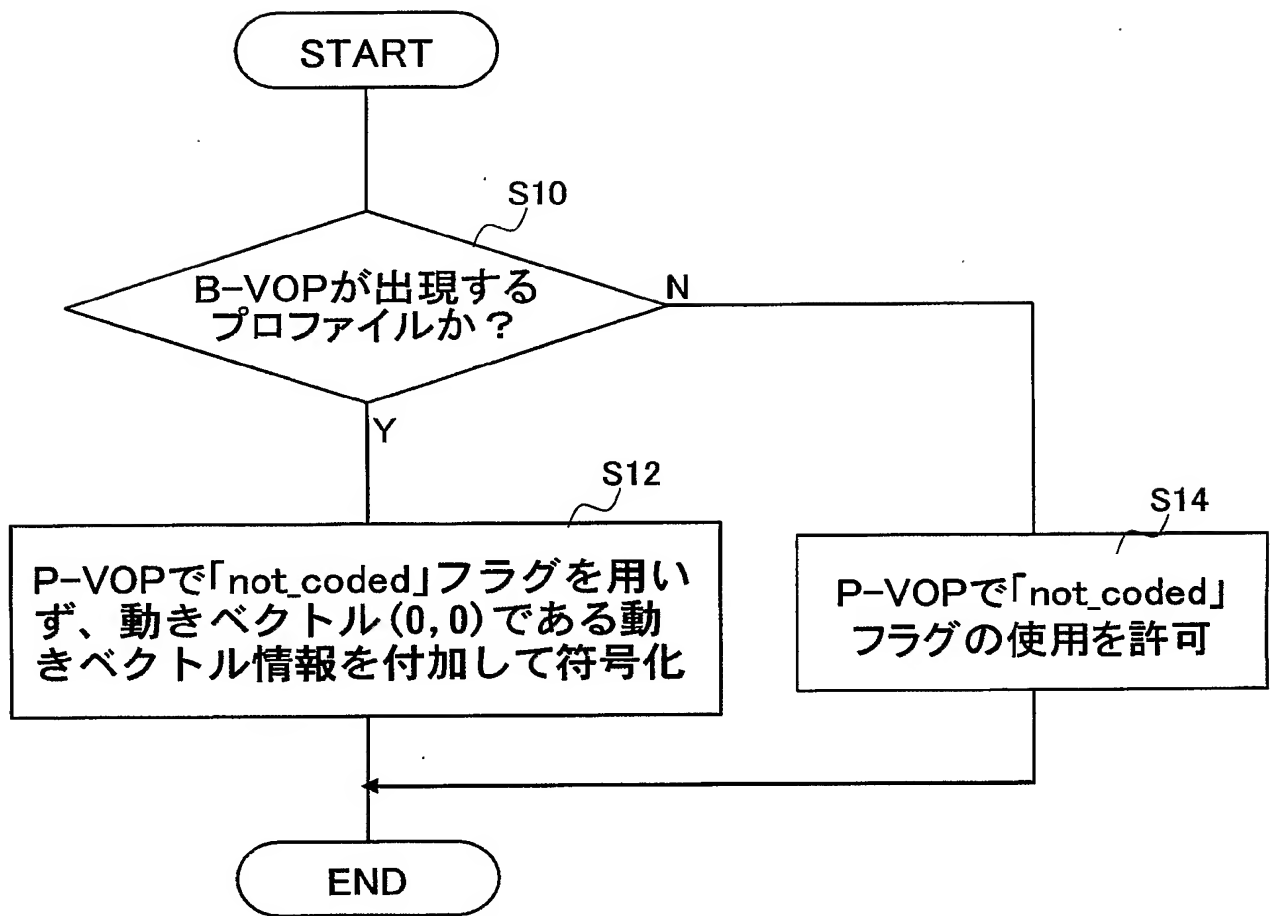 START
S10
B-VOPが出現する
プロファイルか？
N
Y
S12
P-VOPで「not_coded」フラグを用い
ず、動きベクトル(0,0)である動
きベクトル情報を付加して符号化
S14
P-VOPで「not_coded」
フラグの使用を許可
END